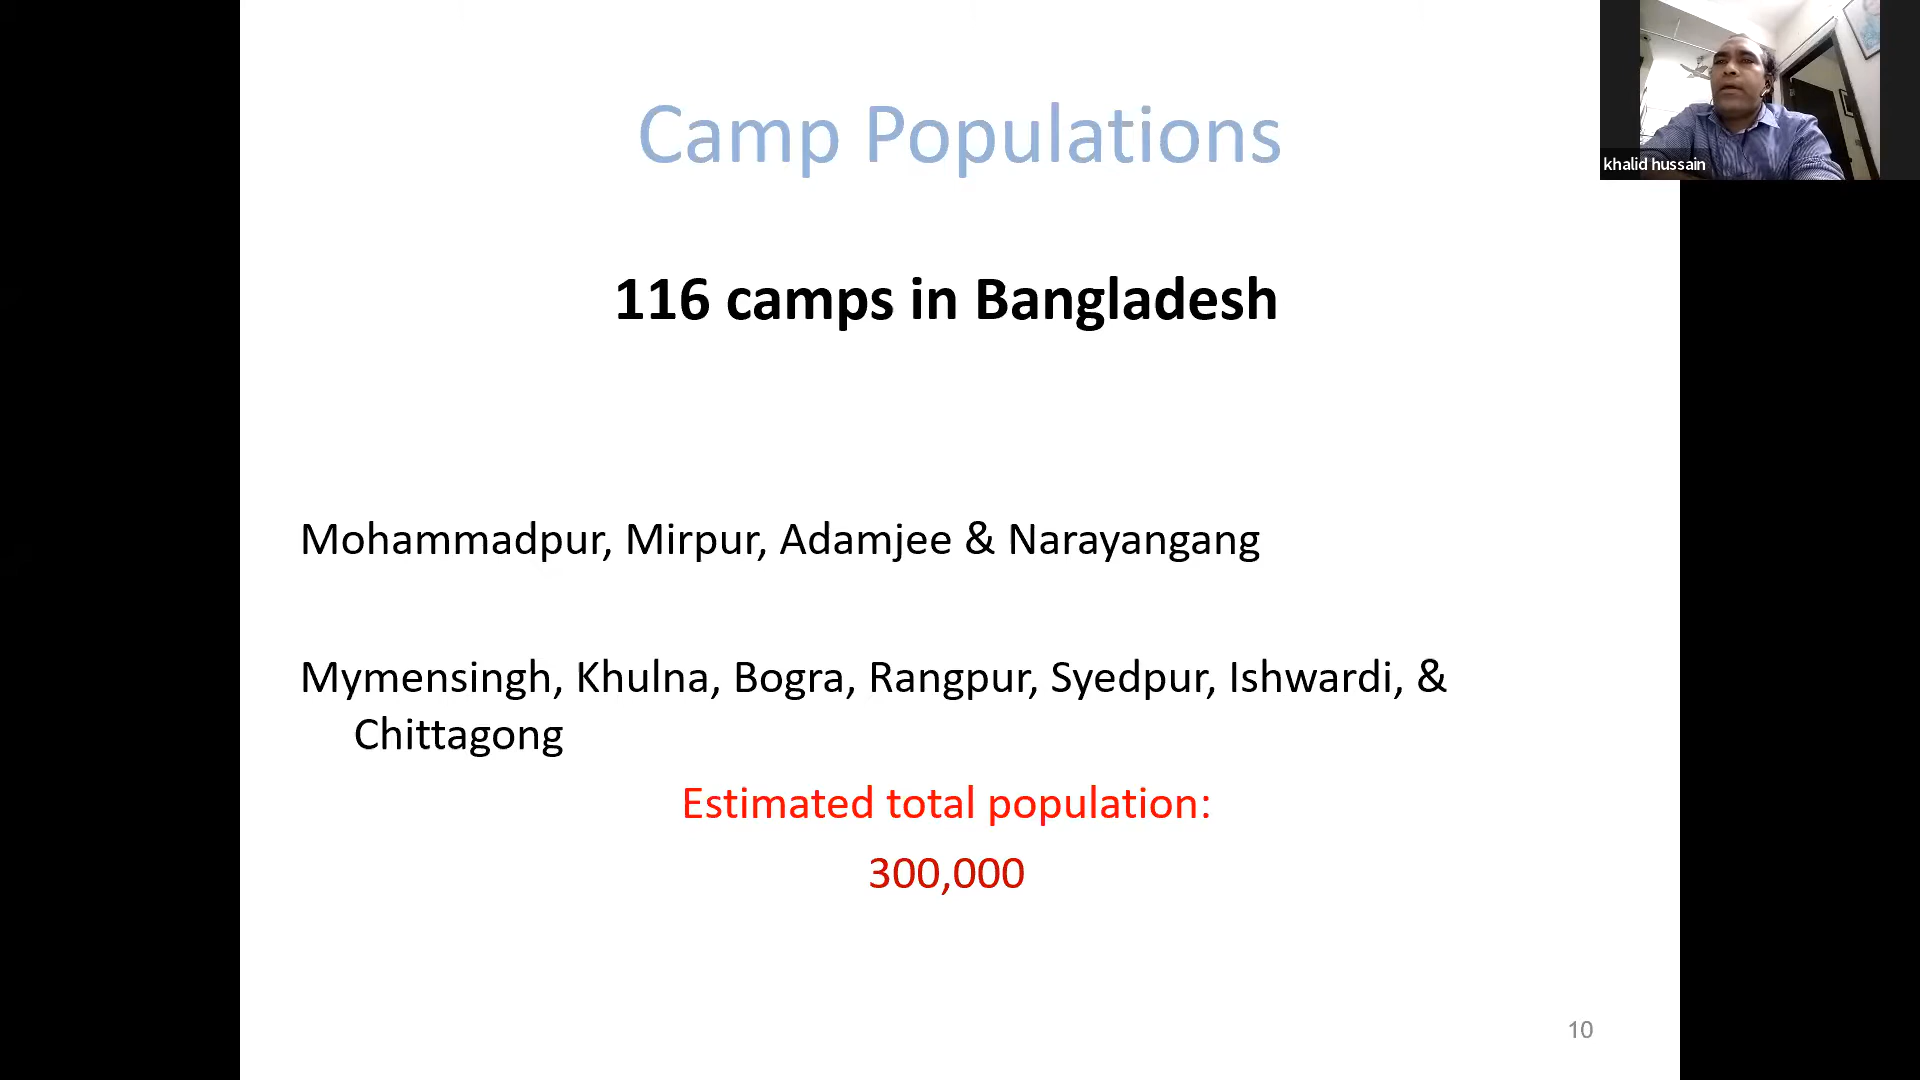 Camp Populations
khalid hussain
116 camps in Bangladesh
Mohammadpur, Mirpur, Adamjee & Narayangang
Mymensingh, Khulna, Bogra, Rangpur, Syedpur, Ishwardi, &
Chittagong
Estimated total population:
300,000
10